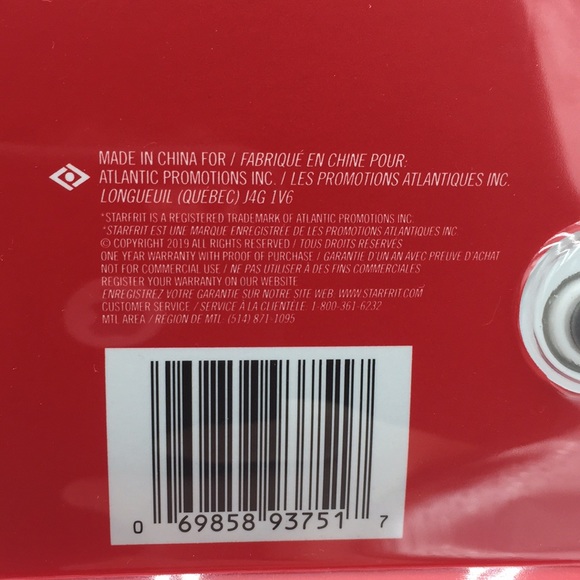 MADE IN CHINA FOR / FABRIQUÉ EN CHINE POUR:
ATLANTIC PROMOTIONS INC. / LES PROMOTIONS ATLANTIQUES INC.
LONGUEUIL (QUÉBEC) J4G 1V6
*STARFRIT IS A REGISTERED TRADEMARK OF ATLANTIC PROMOTIONS INC.
*STARFRIT EST UNE MARQUE ENREGISTRÉE DE LES PROMOTIONS ATLANTIQUES INC
© COPYRIGHT 2019 ALL RIGHTS RESERVED / TOUS DROITS RÉSERVÉS
ONE YEAR WARRANTY WITH PROOF OF PURCHASE / GARANTIE D'UN AN AVEC PREUVE D'ACHAT
NOT FOR COMMERCIAL USE / NE PAS UTILISER À DES FINS COMMERCIALES
REGISTER YOUR WARRANTY ON OUR WEBSITE.
ENREGISTREZ VOTRE GARANTIE SUR NOTRE SITE WEB. WWW.STARFRIT.COM
CUSTOMER SERVICE / SERVICE À LA CLIENTÈLE 1-800-361-6232
MTL AREA / RÉGION DE MTL (514) 871-1095
0 69858 93751 7